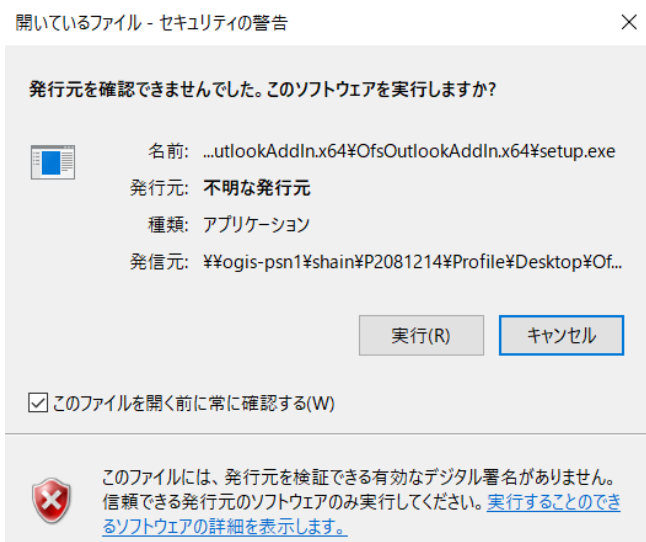 開いているファイル - セキュリティの警告
発行元を確認できませんでした。このソフトウェアを実行しますか?
名前: ...utlookAddIn.x64¥OfsOutlookAddIn.x64¥setup.exe
発行元: 不明な発行元
種類: アプリケーション
発信元: ¥¥ogis-psn1¥shain¥P2081214¥Profile¥Desktop¥Of...
実行(R) キャンセル
このファイルを開く前に常に確認する(W)
このファイルには、発行元を検証できる有効なデジタル署名がありません。
信頼できる発行元のソフトウェアのみ実行してください。実行することのでき
るソフトウェアの詳細を表示します。